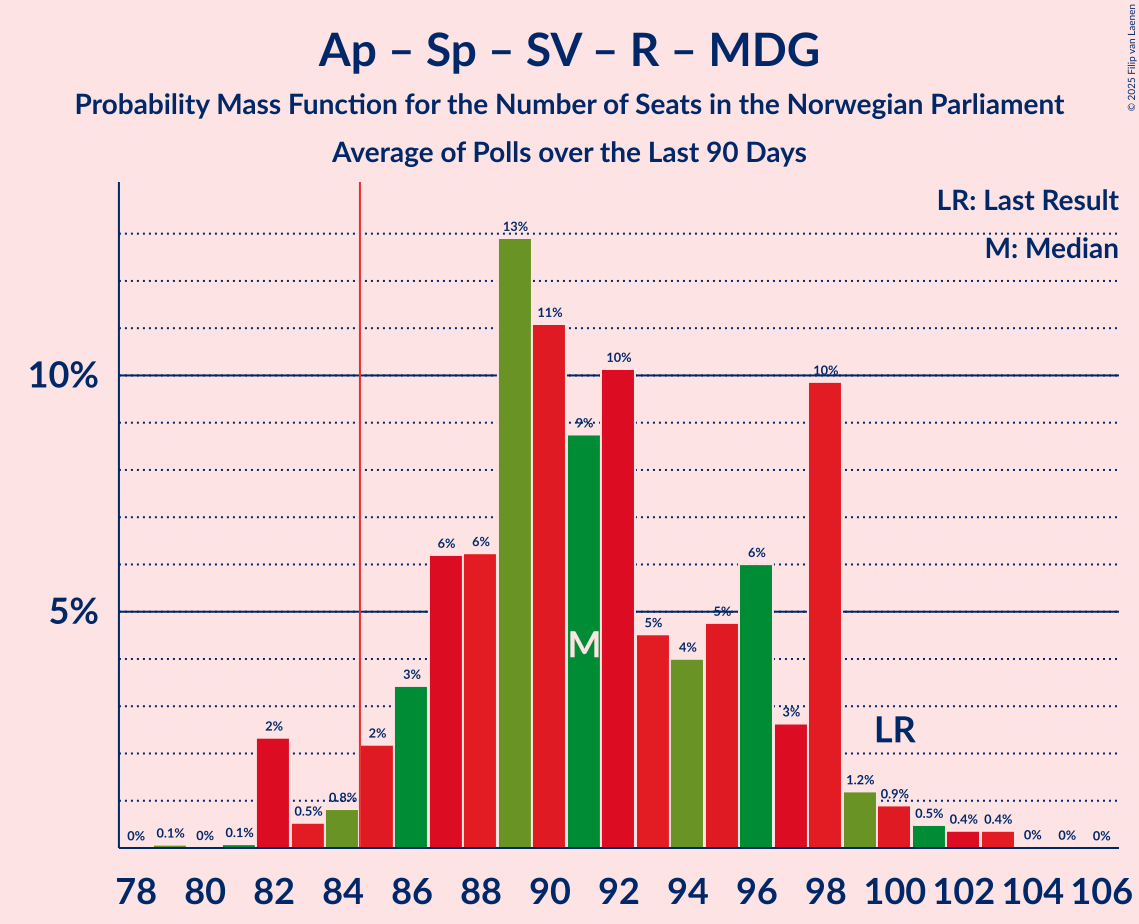 Ap – Sp – SV – R – MDG
Probability Mass Function for the Number of Seats in the Norwegian Parliament
Average of Polls over the Last 90 Days
© 2025 Filip van Laenen
LR: Last Result
M: Median
10%
5%
0% 0.1% 0% 0.1% 2% 0.5% 0.8% 2% 3% 6% 6% 13% 11% 9% 10% 5% 4% 5% 6% 3% 10% 1.2% 0.9% 0.5% 0.4% 0.4% 0% 0% 0%
M
LR
78 80 82 84 86 88 90 92 94 96 98 100 102 104 106